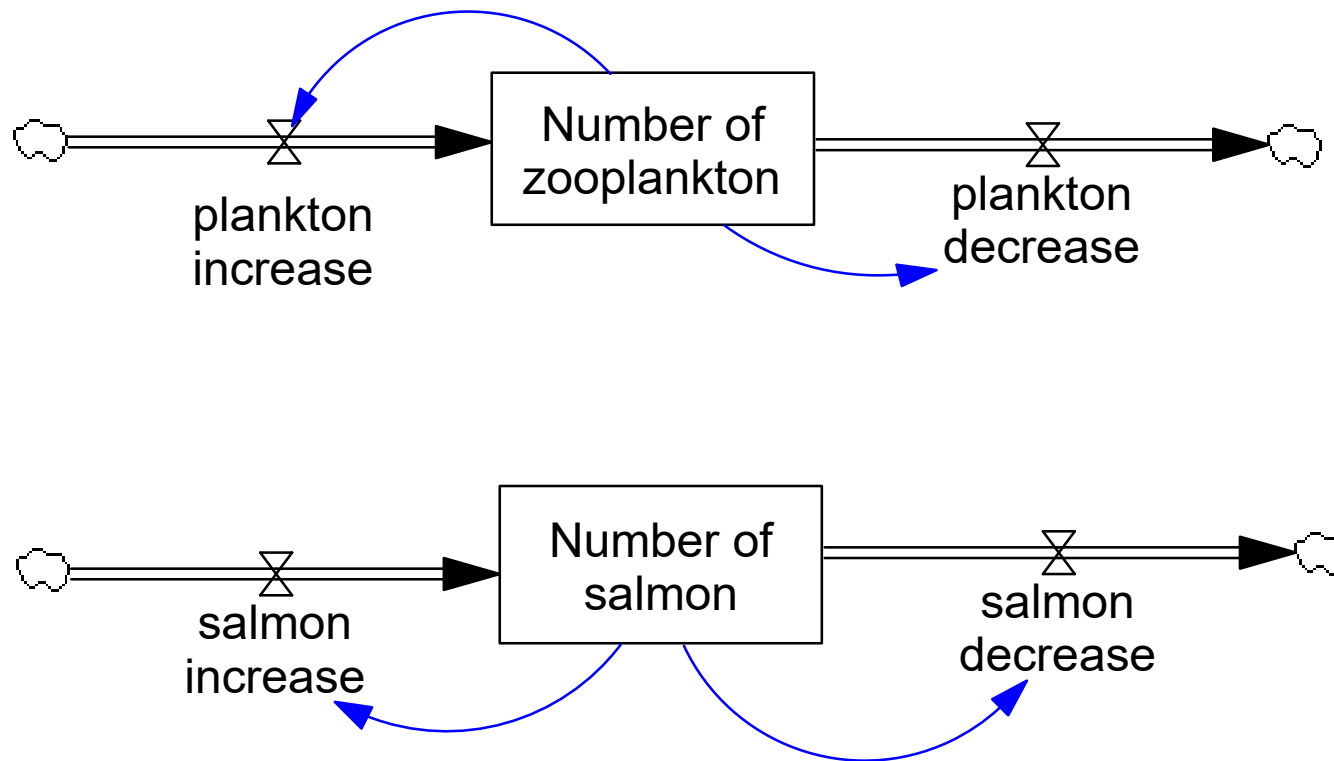 Number of
zooplankton
plankton
increase
plankton
decrease
Number of
salmon
salmon
increase
salmon
decrease